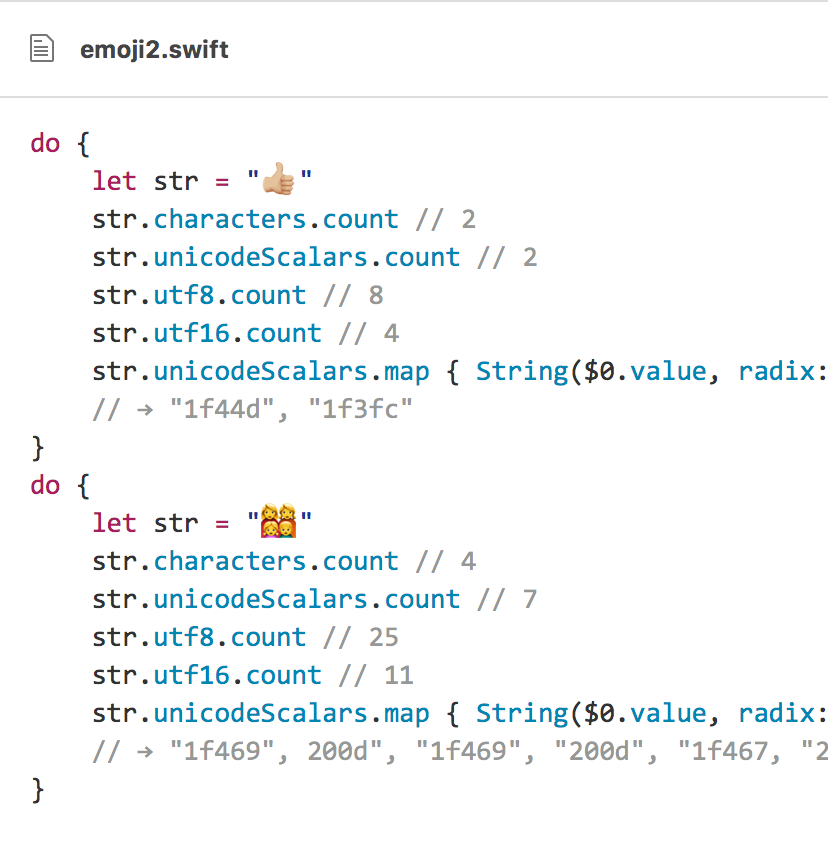 emoji2.swift
do {
    let str = "👍🏼"
    str.characters.count // 2
    str.unicodeScalars.count // 2
    str.utf8.count // 8
    str.utf16.count // 4
    str.unicodeScalars.map { String($0.value, radix:
    // → "1f44d", "1f3fc"
}
do {
    let str = "👩‍👩‍👧‍👦"
    str.characters.count // 4
    str.unicodeScalars.count // 7
    str.utf8.count // 25
    str.utf16.count // 11
    str.unicodeScalars.map { String($0.value, radix:
    // → "1f469", 200d", "1f469", "200d", "1f467, "2
}